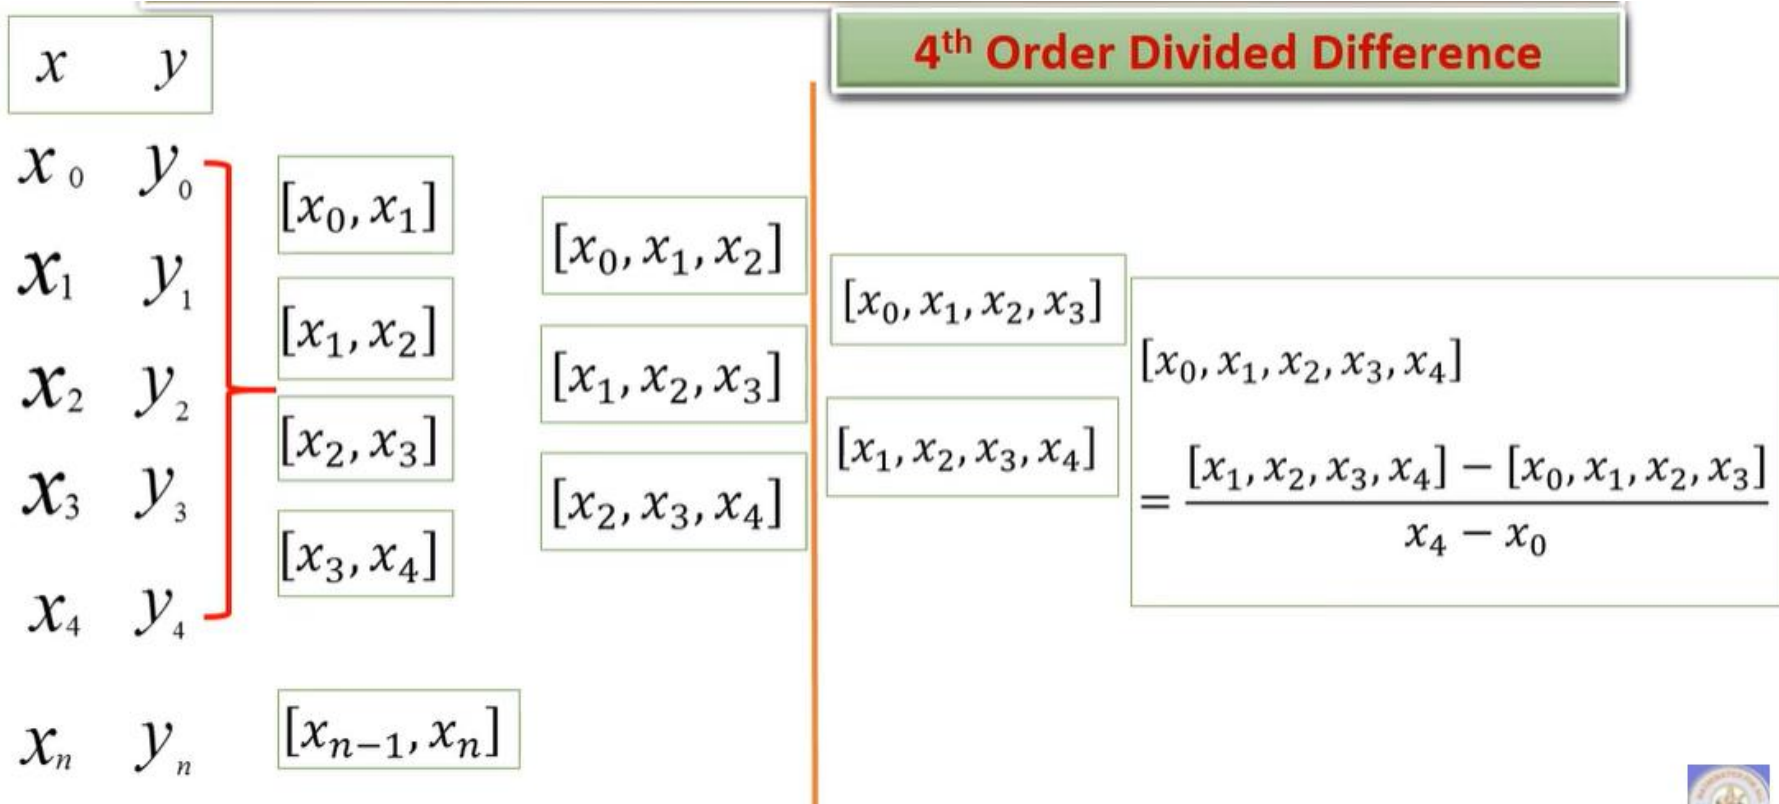 4th Order Divided Difference
x y
x₀ y₀
[x₀, x₁]
[x₀, x₁, x₂]
x₁ y₁
[x₀, x₁, x₂, x₃]
[x₁, x₂]
[x₁, x₂, x₃]
[x₀, x₁, x₂, x₃, x₄]
x₂ y₂
[x₂, x₃]
[x₁, x₂, x₃, x₄]
= [x₁, x₂, x₃, x₄] − [x₀, x₁, x₂, x₃]
x₄ − x₀
x₃ y₃
[x₂, x₃, x₄]
[x₃, x₄]
x₄ y₄
xₙ yₙ
[xₙ₋₁, xₙ]